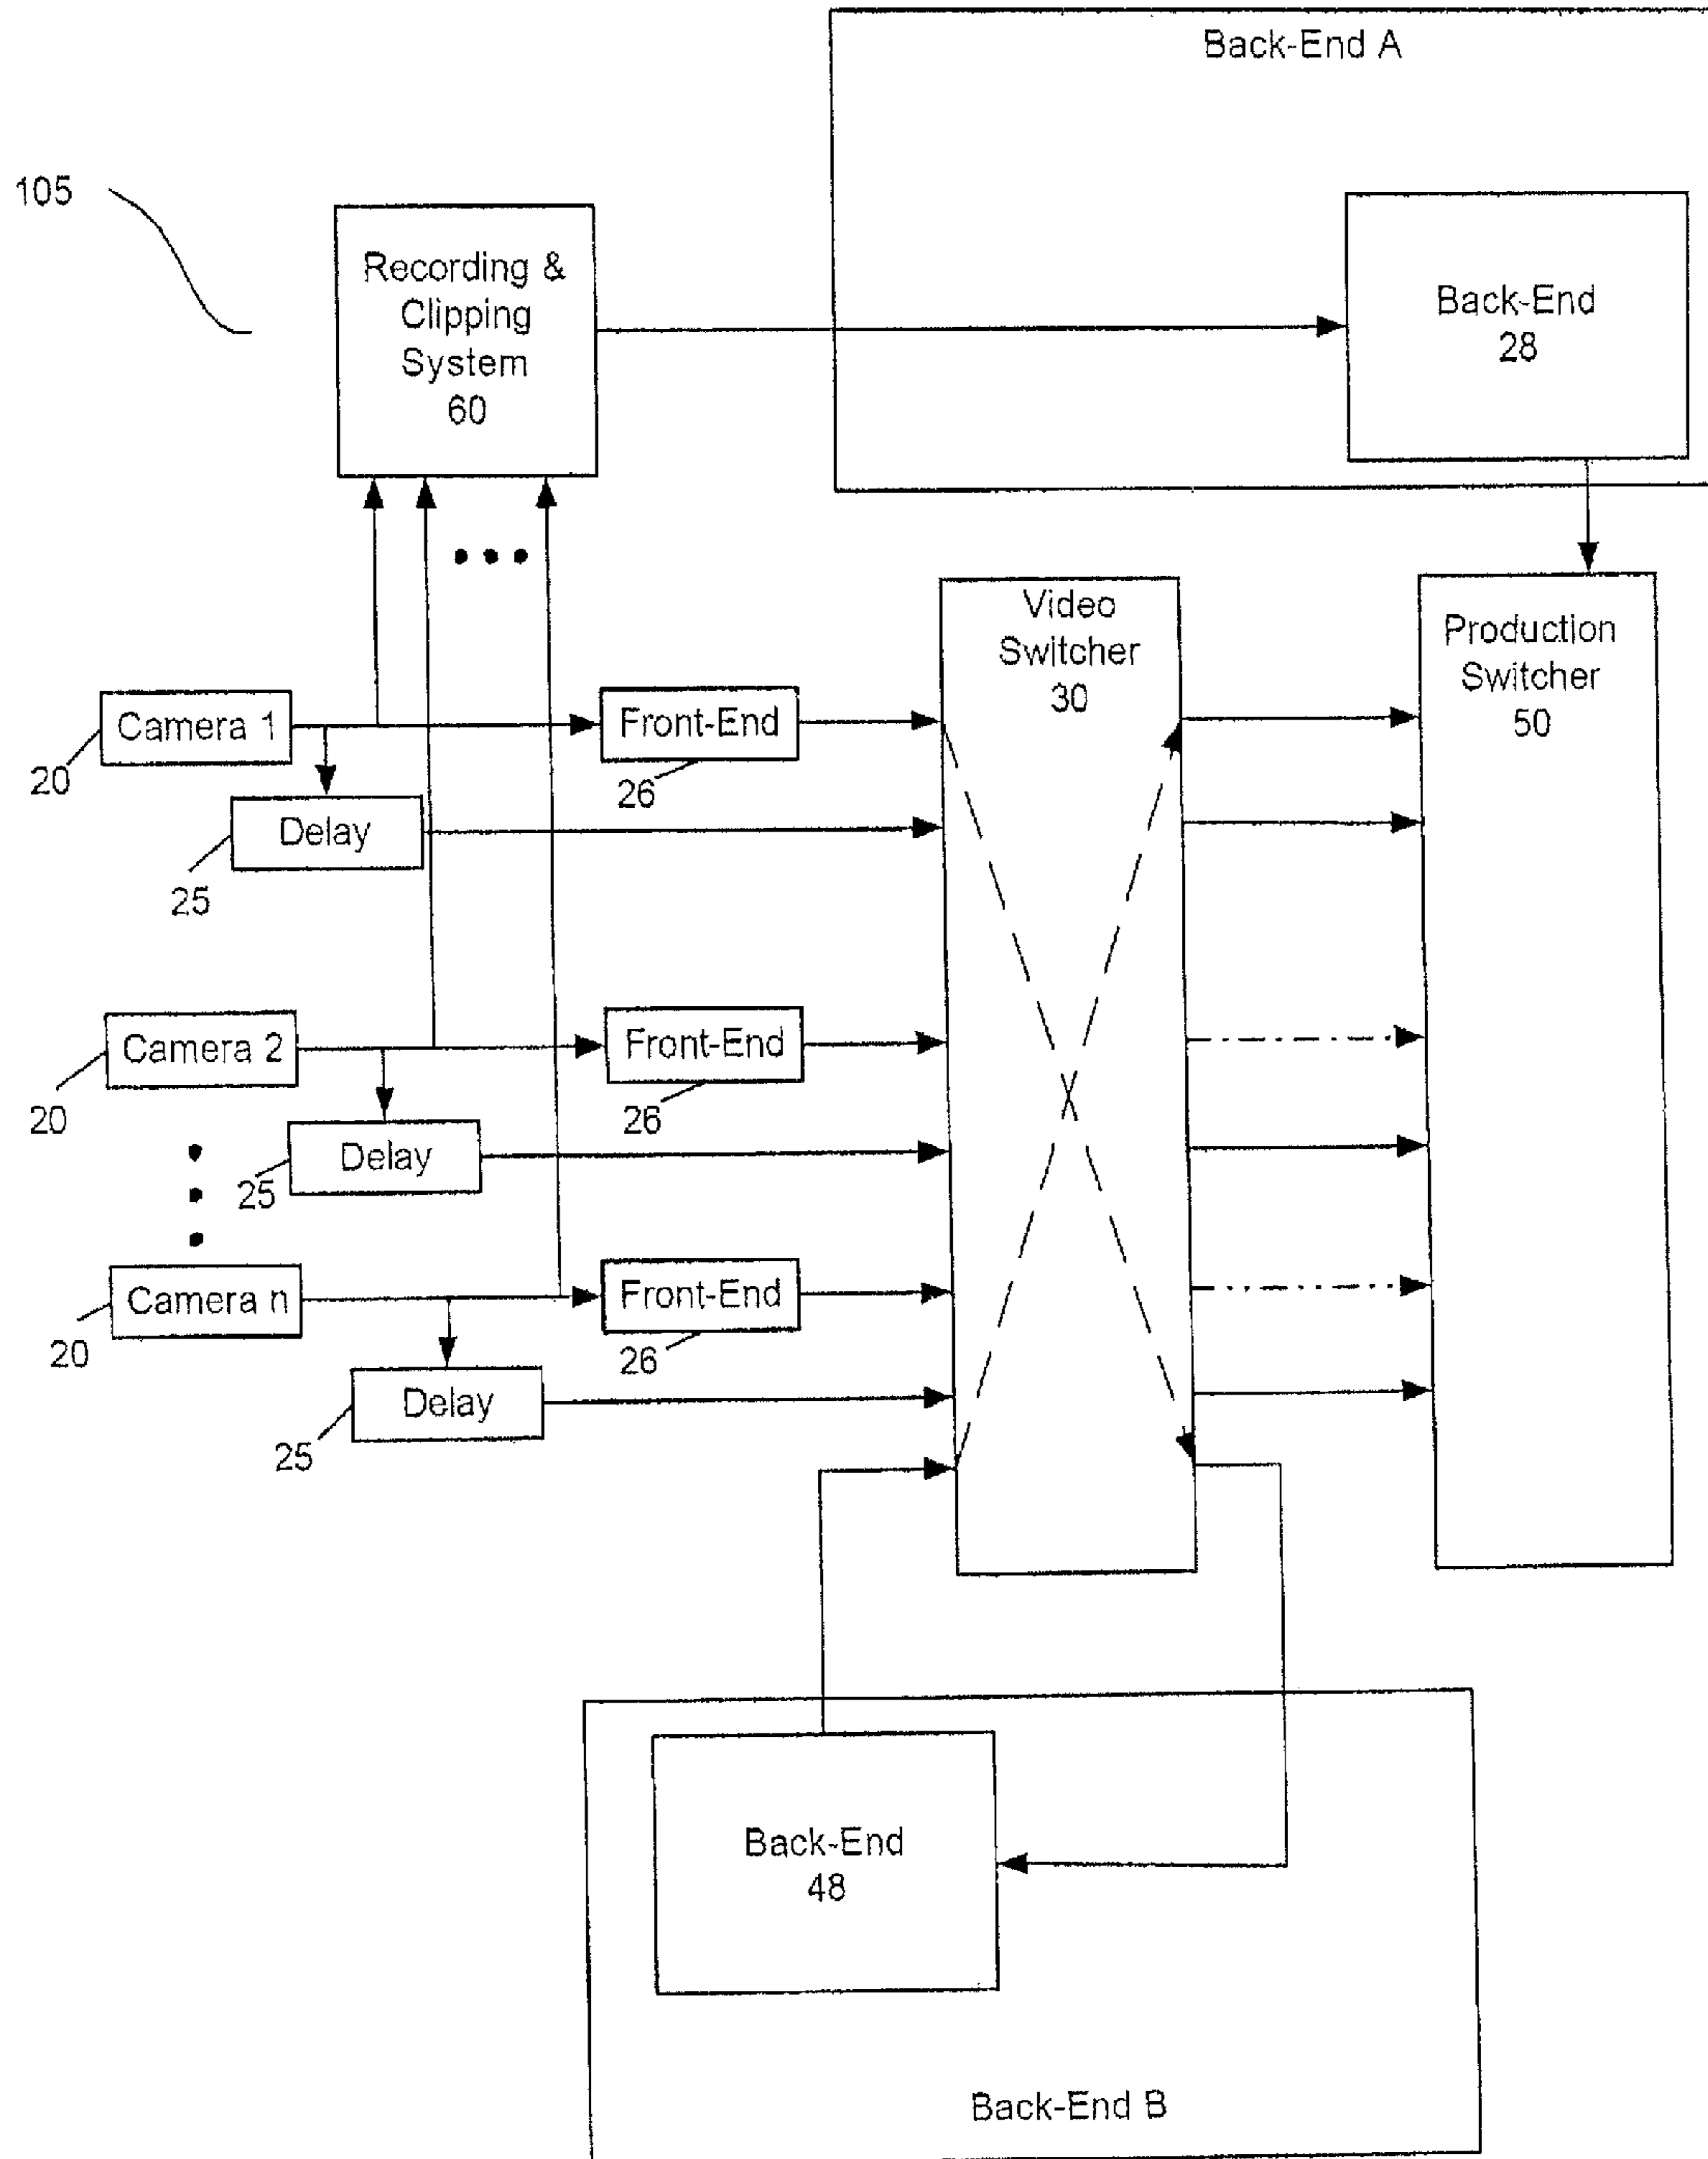 Back-End A
105
Recording &
Clipping
System
60
Back-End
28
Video
Switcher
30
Production
Switcher
50
Camera 1
20
Front-End
26
Delay
25
Camera 2
20
Front-End
26
Delay
25
Camera n
20
Front-End
26
Delay
25
Back-End
48
Back-End B